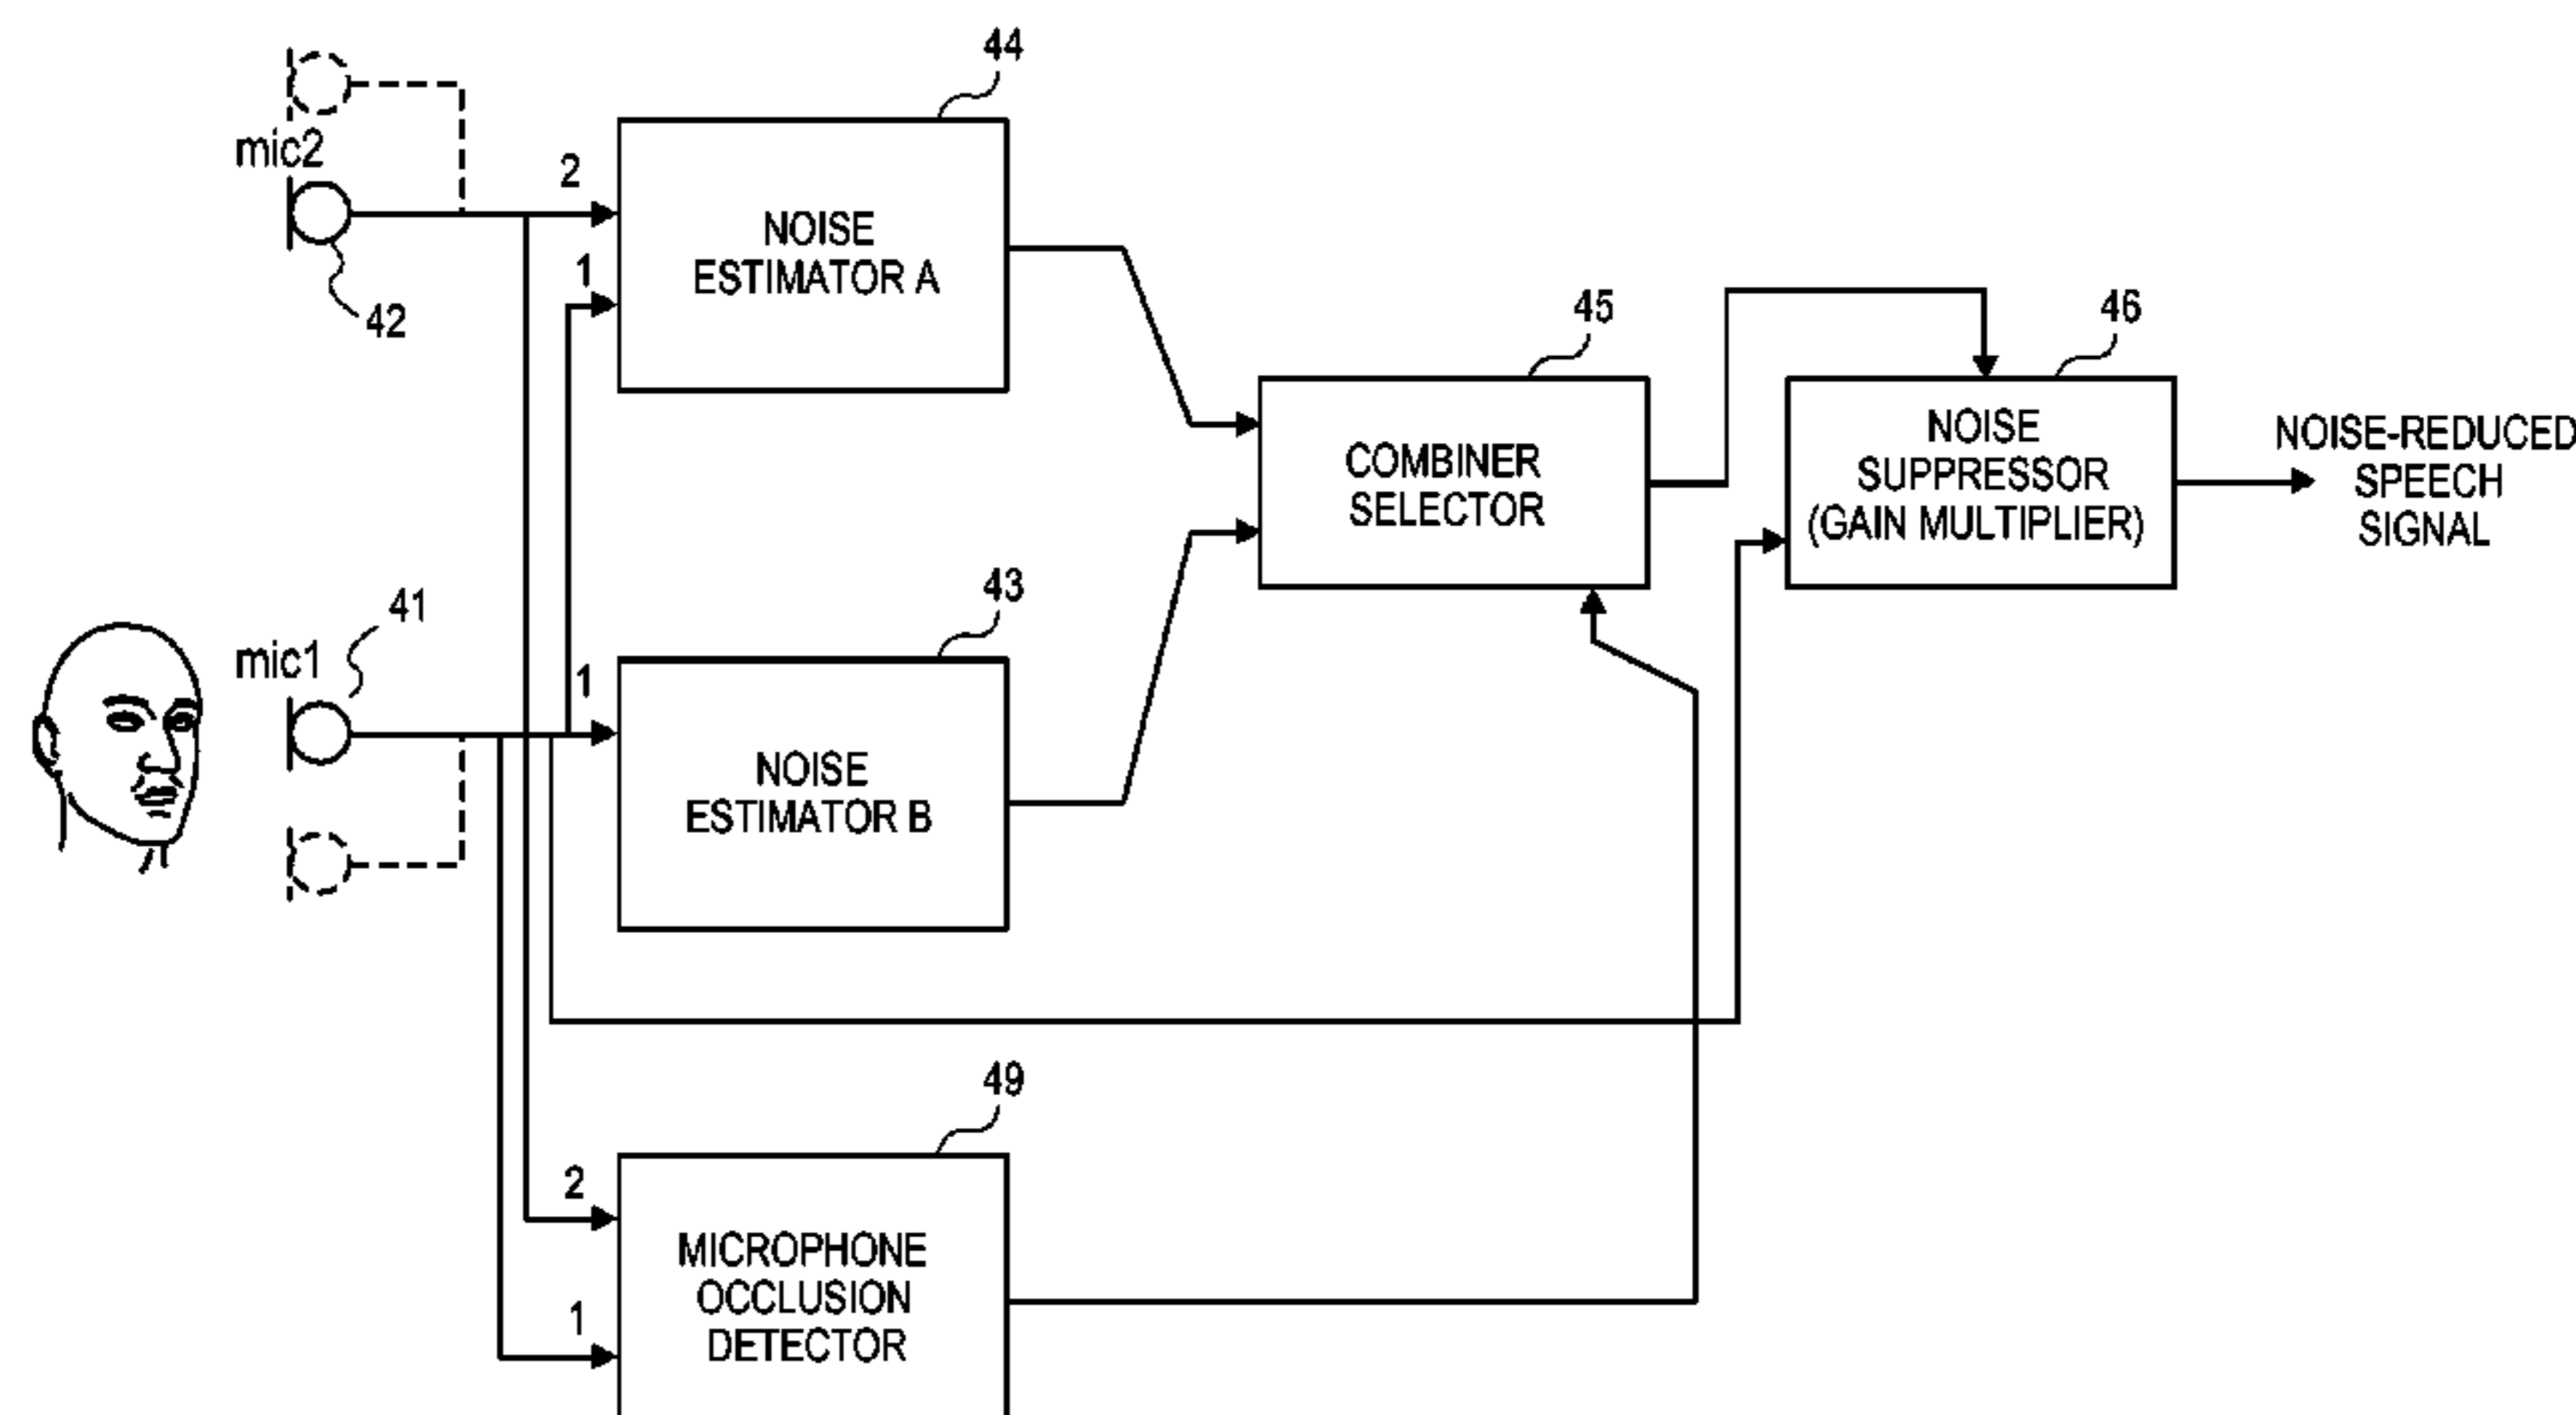 44
mic2
2
NOISE
ESTIMATOR A
1
42
45
46
COMBINER
SELECTOR
NOISE
SUPPRESSOR
(GAIN MULTIPLIER)
NOISE-REDUCED
SPEECH
SIGNAL
43
41
mic1
1
NOISE
ESTIMATOR B
49
2
MICROPHONE
OCCLUSION
DETECTOR
1